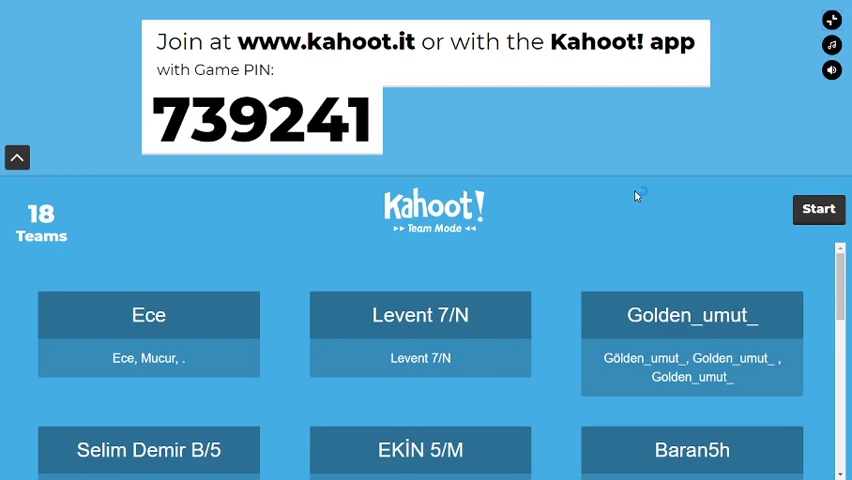 Join at www.kahoot.it or with the Kahoot! app
with Game PIN:
739241
18
Teams
Kahoot!
▸▸ Team Mode ◂◂
Start
Ece
Ece, Mucur, .
Levent 7/N
Levent 7/N
Golden_umut_
Gölden_umut_, Golden_umut_ ,
Golden_umut_
Selim Demir B/5
EKİN 5/M
Baran5h